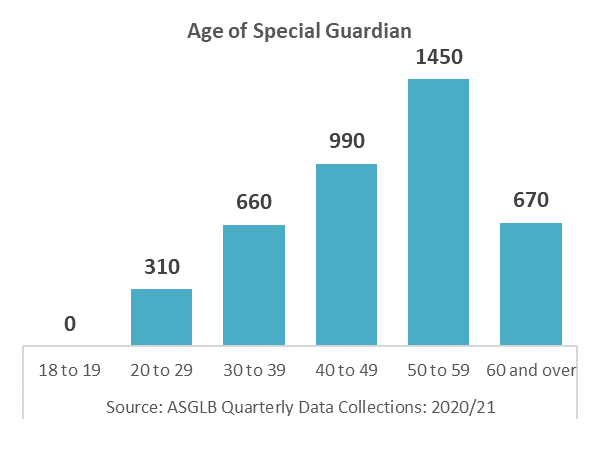 Age of Special Guardian
1450
990
660
670
310
0
18 to 19 20 to 29 30 to 39 40 to 49 50 to 59 60 and over
Source: ASGLB Quarterly Data Collections: 2020/21